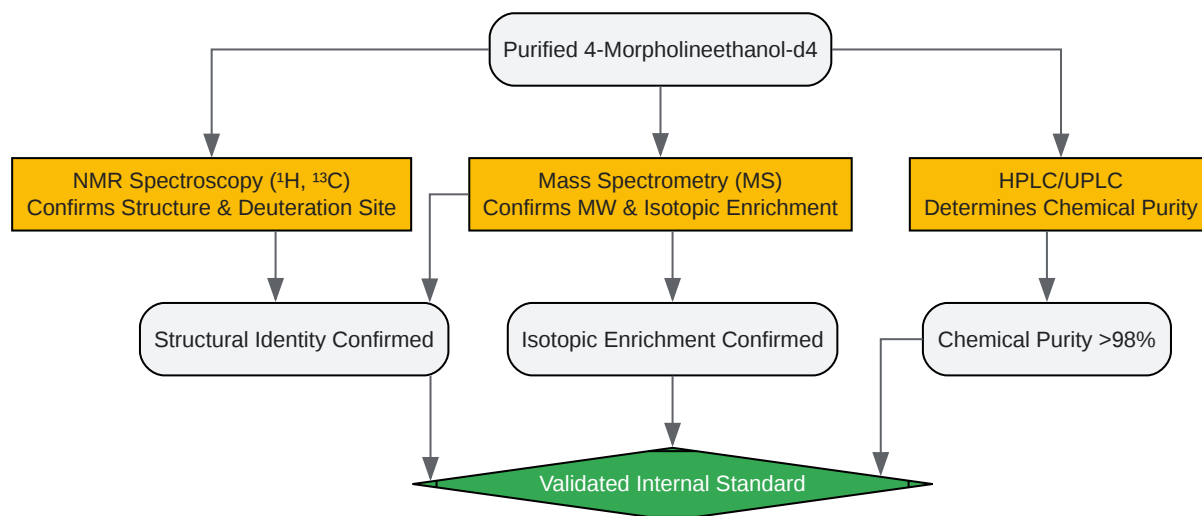 Purified 4-Morpholineethanol-d4
NMR Spectroscopy (¹H, ¹³C)
Confirms Structure & Deuteration Site
Mass Spectrometry (MS)
Confirms MW & Isotopic Enrichment
HPLC/UPLC
Determines Chemical Purity
Structural Identity Confirmed
Isotopic Enrichment Confirmed
Chemical Purity >98%
Validated Internal Standard